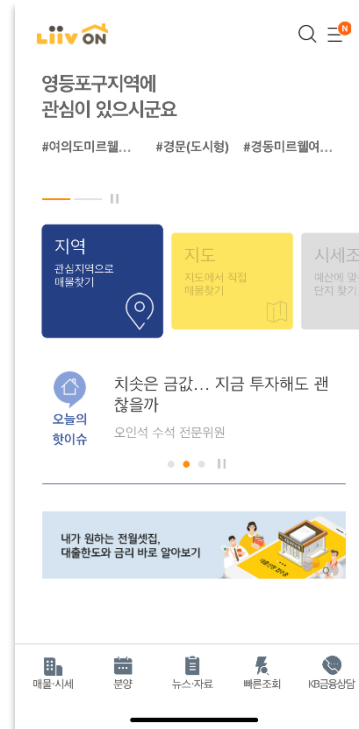 Liiv ON
N
영등포구지역에
관심이 있으시군요
#여의도미르웰... #경문(도시형) #경동미르웰여...
지역
관심지역으로
매물찾기
지도
지도에서 직접
매물찾기
시세조
예산에 맞
단지 찾기
오늘의
핫이슈
치솟은 금값... 지금 투자해도 괜
찮을까
오인석 수석 전문위원
내가 원하는 전월셋집,
대출한도와 금리 바로 알아보기
매물·시세 분양 뉴스·자료 빠른조회 KB금융상담